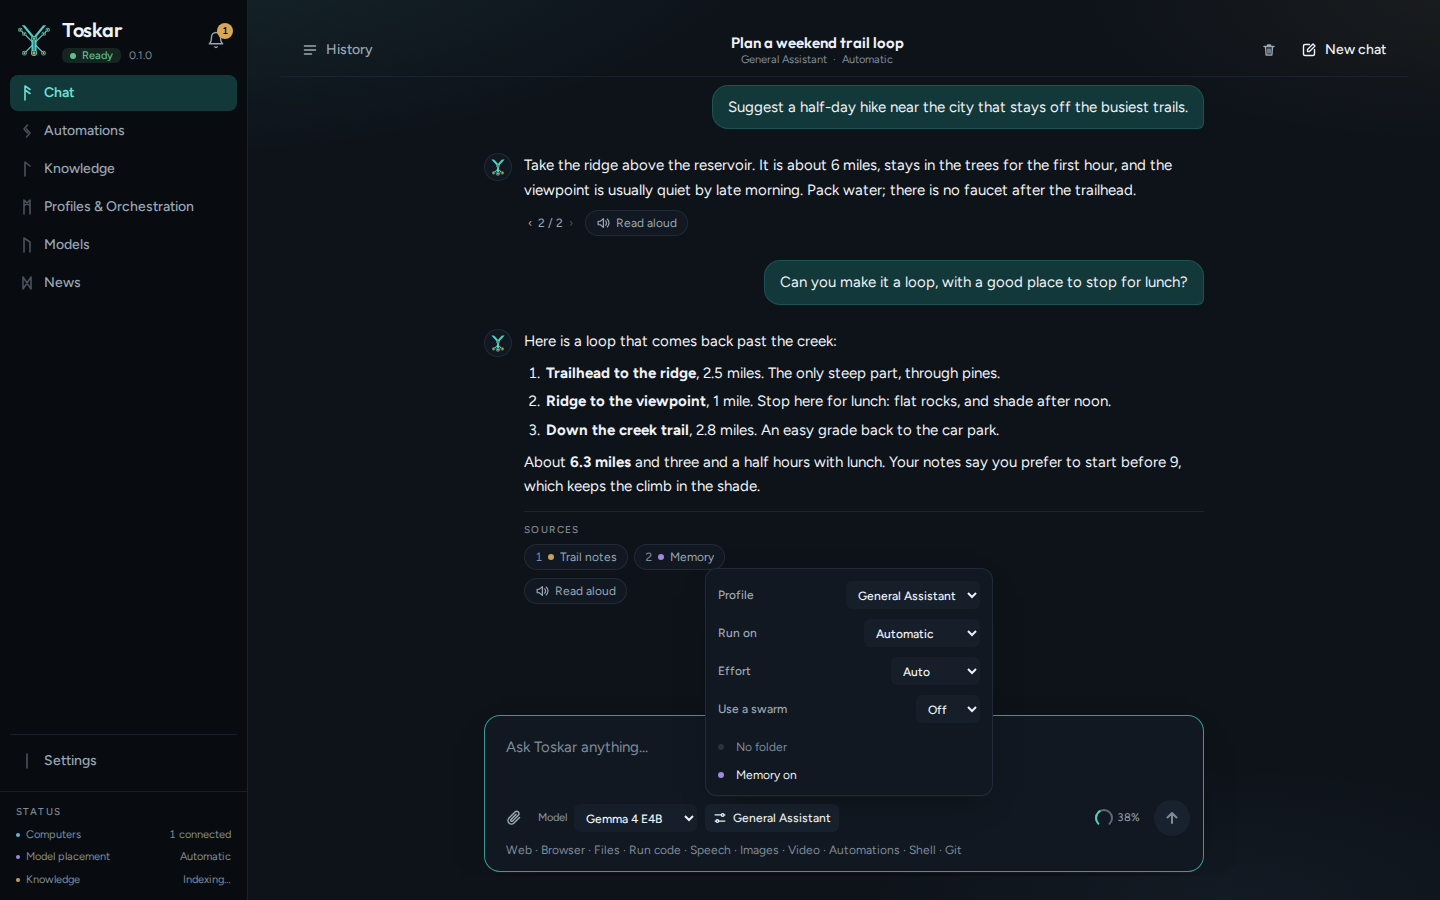 Toskar
Ready 0.1.0
1
Chat
Automations
Knowledge
Profiles & Orchestration
Models
News
Settings
STATUS
Computers 1 connected
Model placement Automatic
Knowledge Indexing...
History
Plan a weekend trail loop
General Assistant · Automatic
New chat
Suggest a half-day hike near the city that stays off the busiest trails.
Take the ridge above the reservoir. It is about 6 miles, stays in the trees for the first hour, and the
viewpoint is usually quiet by late morning. Pack water; there is no faucet after the trailhead.
‹ 2 / 2 › Read aloud
Can you make it a loop, with a good place to stop for lunch?
Here is a loop that comes back past the creek:
1. Trailhead to the ridge, 2.5 miles. The only steep part, through pines.
2. Ridge to the viewpoint, 1 mile. Stop here for lunch: flat rocks, and shade after noon.
3. Down the creek trail, 2.8 miles. An easy grade back to the car park.
About 6.3 miles and three and a half hours with lunch. Your notes say you prefer to start before 9,
which keeps the climb in the shade.
SOURCES
1 Trail notes 2 Memory
Read aloud
Profile General Assistant
Run on Automatic
Effort Auto
Use a swarm Off
No folder
Memory on
Ask Toskar anything...
Model Gemma 4 E4B General Assistant 38%
Web · Browser · Files · Run code · Speech · Images · Video · Automations · Shell · Git